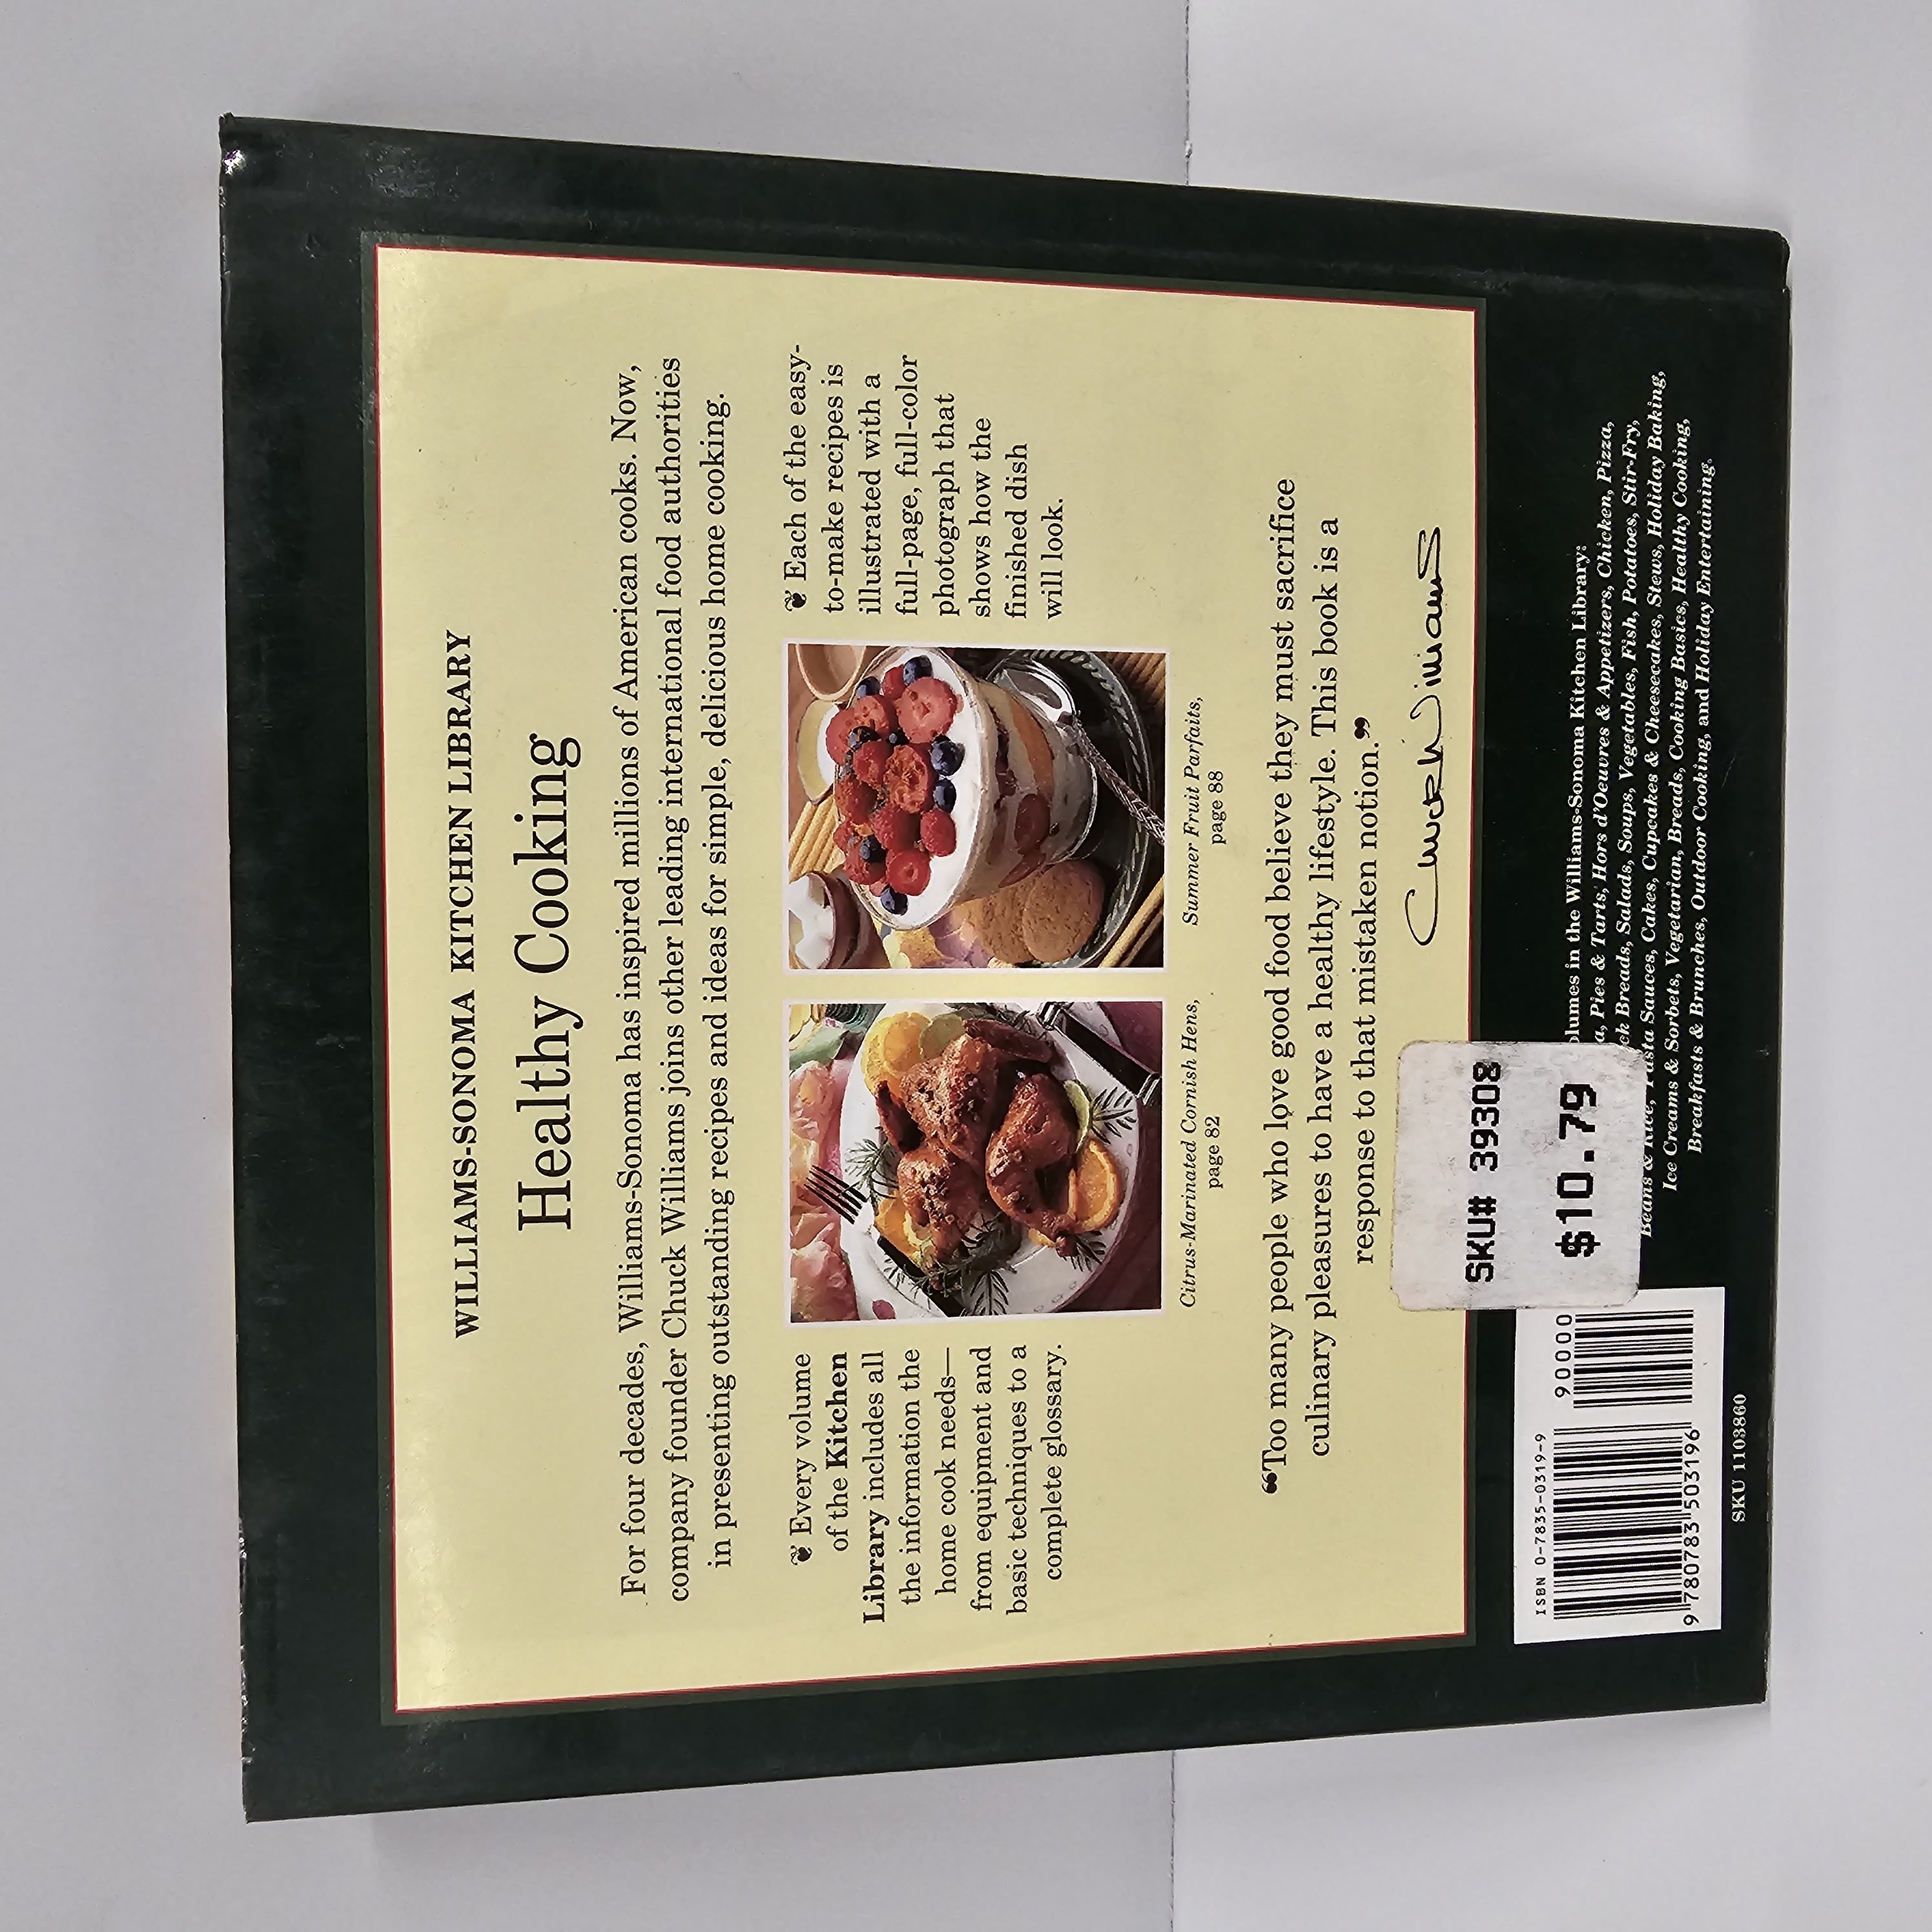 WILLIAMS-SONOMA KITCHEN LIBRARY
Healthy Cooking
For four decades, Williams-Sonoma has inspired millions of American cooks. Now,
company founder Chuck Williams joins other leading international food authorities
in presenting outstanding recipes and ideas for simple, delicious home cooking.
❦ Every volume
of the Kitchen
Library includes all
the information the
home cook needs—
from equipment and
basic techniques to a
complete glossary.
❦ Each of the easy-
to-make recipes is
illustrated with a
full-page, full-color
photograph that
shows how the
finished dish
will look.
Citrus-Marinated Cornish Hens,
page 82
Summer Fruit Parfaits,
page 88
❝Too many people who love good food believe they must sacrifice
culinary pleasures to have a healthy lifestyle. This book is a
response to that mistaken notion.❞
Chuck Williams
SKU# 39308
$10.79
ISBN 0-7835-0319-9
90000
9 780783 503196
SKU 1103860
in the Williams-Sonoma Kitchen Library:
Pies & Tarts, Hors d'Oeuvres & Appetizers, Chicken, Pizza,
Breads, Salads, Soups, Vegetables, Fish, Potatoes, Stir-Fry,
Beans & Rice, Pasta Sauces, Cakes, Cupcakes & Cheesecakes, Stews, Holiday Baking,
Ice Creams & Sorbets, Vegetarian, Breads, Cooking Basics, Healthy Cooking,
Breakfasts & Brunches, Outdoor Cooking, and Holiday Entertaining.